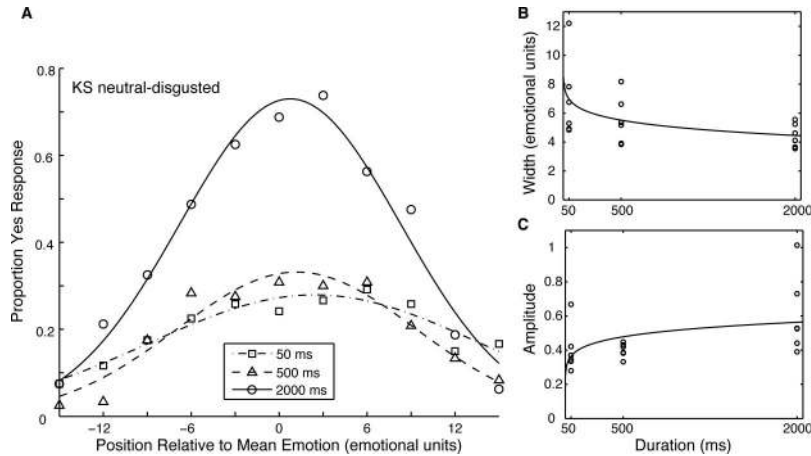 A
KS neutral-disgusted
Proportion Yes Response
0.8
0.6
0.4
0.2
0
−12
−6
0
6
12
Position Relative to Mean Emotion (emotional units)
50 ms
500 ms
2000 ms
B
Width (emotional units)
12
10
8
6
4
2
0
50
500
2000
C
Amplitude
1
0.8
0.6
0.4
0.2
0
50
500
2000
Duration (ms)